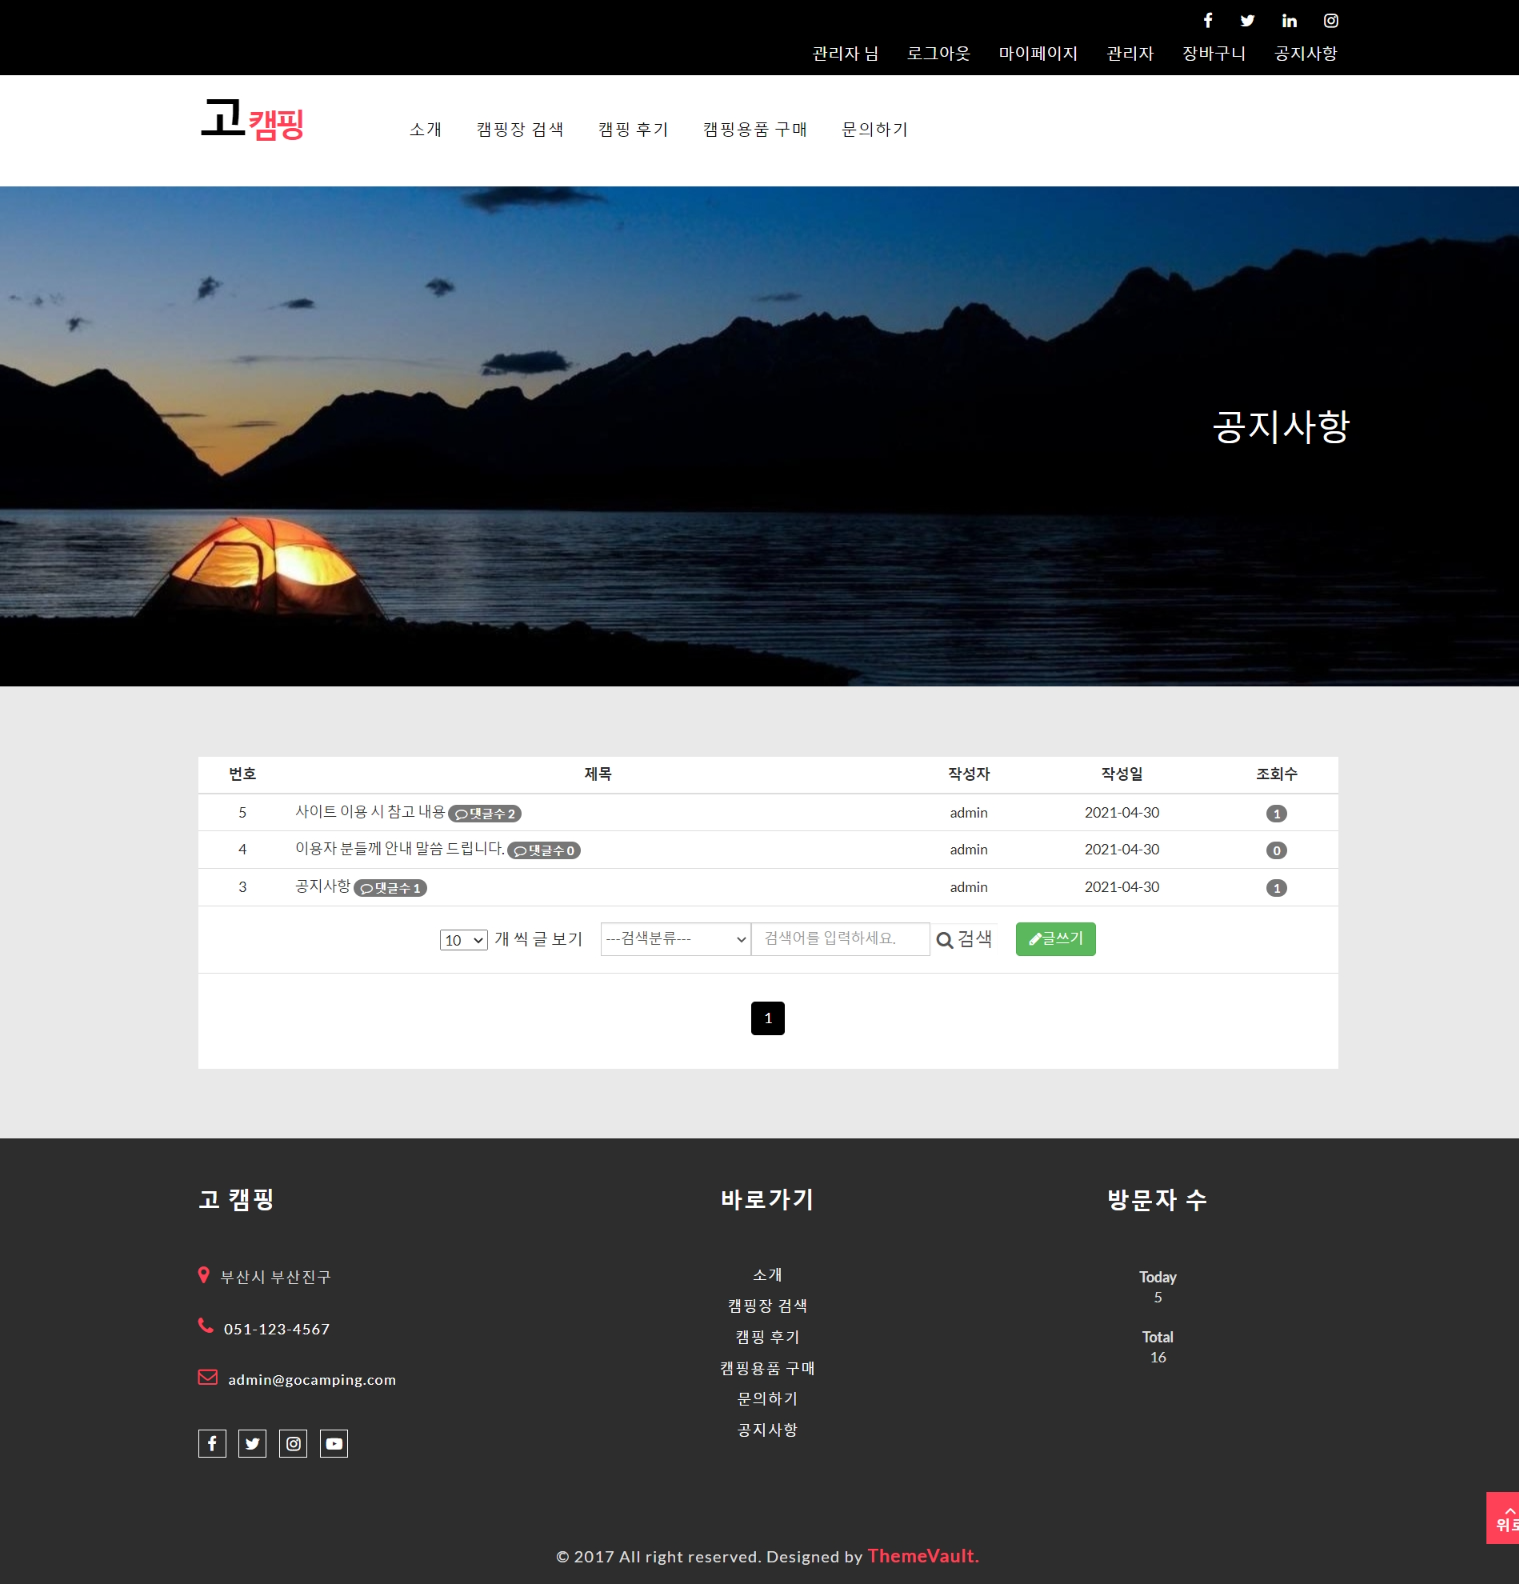 관리자 님 로그아웃 마이페이지 관리자 장바구니 공지사항
고캠핑
소개 캠핑장 검색 캠핑 후기 캠핑용품 구매 문의하기
공지사항
번호 제목 작성자 작성일 조회수
5 사이트 이용 시 참고 내용 댓글수 2 admin 2021-04-30 1
4 이용자 분들께 안내 말씀 드립니다. 댓글수 0 admin 2021-04-30 0
3 공지사항 댓글수 1 admin 2021-04-30 1
10 개 씩 글 보기 ---검색분류--- 검색어를 입력하세요. 검색 글쓰기
1
고 캠핑
부산시 부산진구
051-123-4567
admin@gocamping.com
바로가기
소개
캠핑장 검색
캠핑 후기
캠핑용품 구매
문의하기
공지사항
방문자 수
Today
5
Total
16
© 2017 All right reserved. Designed by ThemeVault.